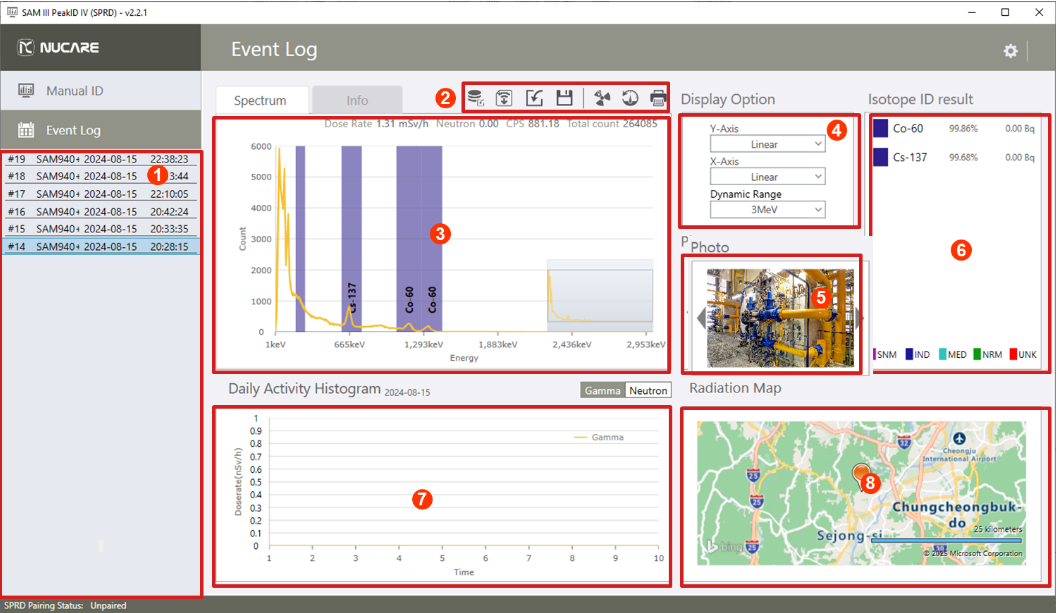 SAM III PeakID IV (SPRD) - v2.2.1
NUCARE
Event Log
Manual ID
Event Log
#19 SAM940+ 2024-08-15 22:38:23
#18 SAM940+ 2024-08-15 3:44
#17 SAM940+ 2024-08-15 22:10:05
#16 SAM940+ 2024-08-15 20:42:24
#15 SAM940+ 2024-08-15 20:33:35
#14 SAM940+ 2024-08-15 20:28:15
1
Spectrum
Info
2
Dose Rate 1.31 mSv/h Neutron 0.00 CPS 881.18 Total count 264085
6000
5000
4000
3000
2000
1000
0
Count
Cs-137
Co-60
Co-60
3
1keV 665keV 1,293keV 1,883keV 2,436keV 2,953keV
Energy
Display Option
Y-Axis
Linear
X-Axis
Linear
Dynamic Range
3MeV
4
P
Photo
5
Isotope ID result
Co-60 99.86% 0.00 Bq
Cs-137 99.68% 0.00 Bq
6
SNM IND MED NRM UNK
Daily Activity Histogram 2024-08-15
Gamma Neutron
1
0.9
0.8
0.7
0.6
0.5
0.4
0.3
0.2
0.1
0
Doserate(nSv/h)
Gamma
7
1 2 3 4 5 6 7 8 9 10
Time
Radiation Map
32
Cheongju
International Airport
25
25
8
Chungcheongbuk-
do
Sejong-si
25 kilometers
bing
25
30
© 2025 Microsoft Corporation
SPRD Pairing Status: Unpaired